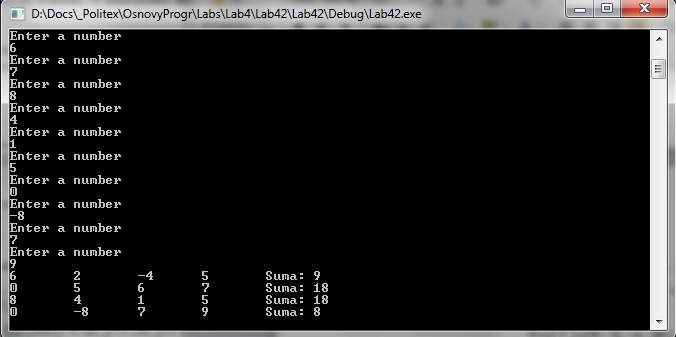 D:\Docs\_Politex\OsnovyProgr\Labs\Lab4\Lab42\Lab42\Debug\Lab42.exe
Enter a number
6
Enter a number
7
Enter a number
8
Enter a number
4
Enter a number
1
Enter a number
5
Enter a number
0
Enter a number
-8
Enter a number
7
Enter a number
9
6 2 -4 5 Suma: 9
0 5 6 7 Suma: 18
8 4 1 5 Suma: 18
0 -8 7 9 Suma: 8